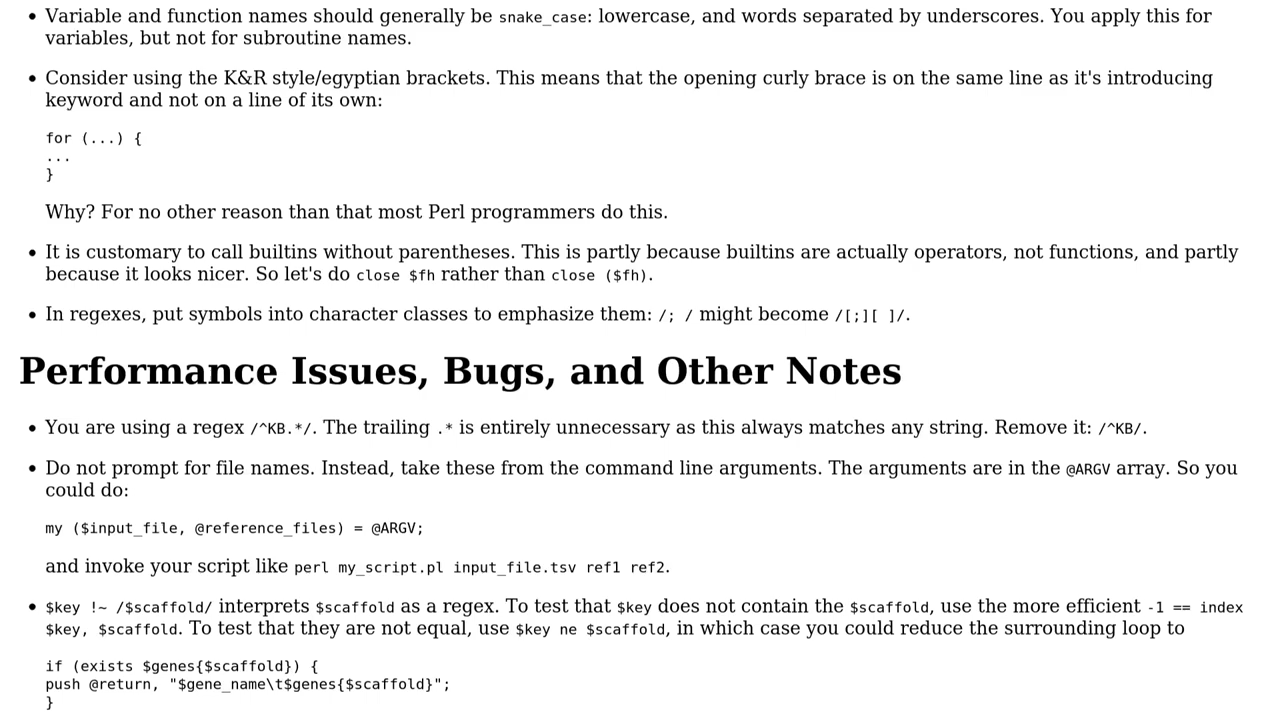 • Variable and function names should generally be snake_case: lowercase, and words separated by underscores. You apply this for
variables, but not for subroutine names.
• Consider using the K&R style/egyptian brackets. This means that the opening curly brace is on the same line as it's introducing
keyword and not on a line of its own:
for (...) {
...
}
Why? For no other reason than that most Perl programmers do this.
• It is customary to call builtins without parentheses. This is partly because builtins are actually operators, not functions, and partly
because it looks nicer. So let's do close $fh rather than close ($fh).
• In regexes, put symbols into character classes to emphasize them: /; / might become /[;][ ]/.
Performance Issues, Bugs, and Other Notes
• You are using a regex /^KB.*/. The trailing .* is entirely unnecessary as this always matches any string. Remove it: /^KB/.
• Do not prompt for file names. Instead, take these from the command line arguments. The arguments are in the @ARGV array. So you
could do:
my ($input_file, @reference_files) = @ARGV;
and invoke your script like perl my_script.pl input_file.tsv ref1 ref2.
• $key !~ /$scaffold/ interprets $scaffold as a regex. To test that $key does not contain the $scaffold, use the more efficient -1 == index
$key, $scaffold. To test that they are not equal, use $key ne $scaffold, in which case you could reduce the surrounding loop to
if (exists $genes{$scaffold}) {
push @return, "$gene_name\t$genes{$scaffold}";
}